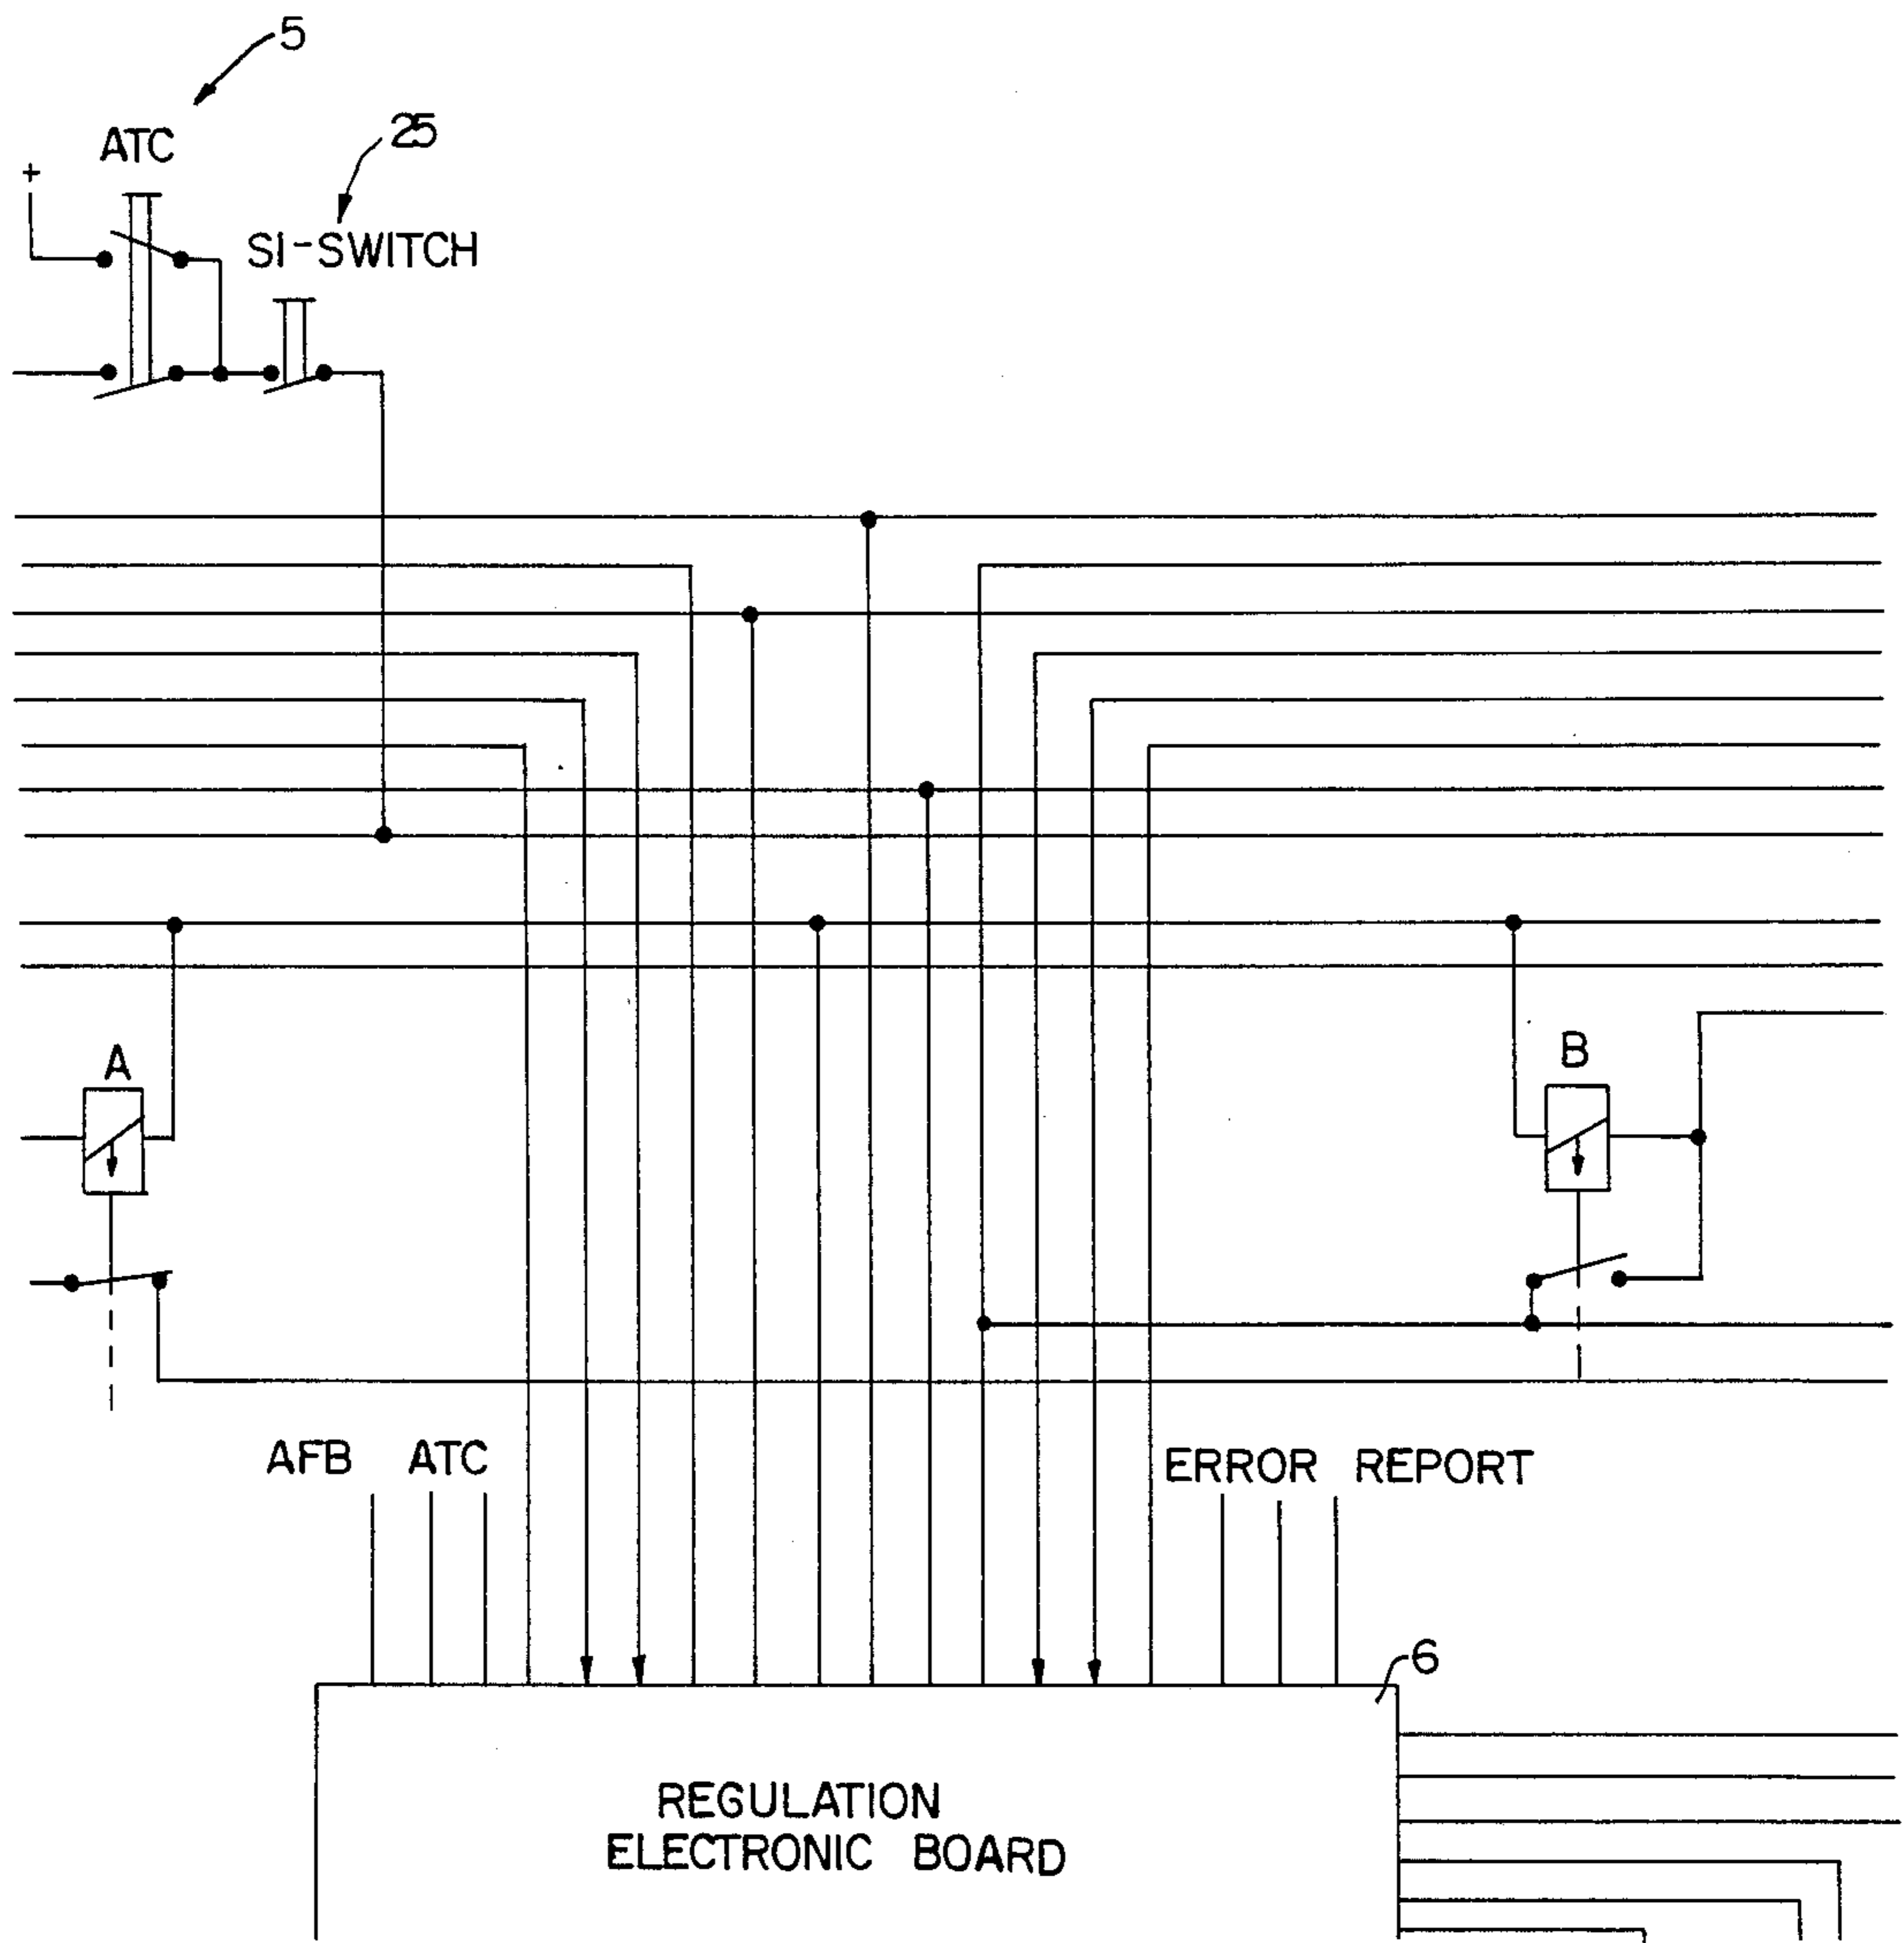 5
ATC
25
+
SI-SWITCH
A
B
AFB ATC
ERROR REPORT
6
REGULATION
ELECTRONIC BOARD